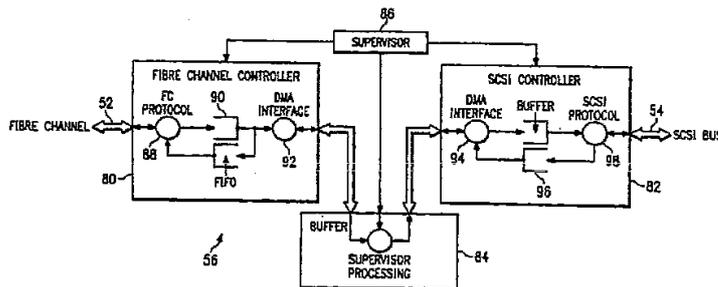 86
SUPERVISOR
FIBRE CHANNEL CONTROLLER
SCSI CONTROLLER
52
FC
PROTOCOL
90
DMA
INTERFACE
DMA
INTERFACE
BUFFER
SCSI
PROTOCOL
54
FIBRE CHANNEL
SCSI BUS
88
92
94
98
FIFO
96
80
82
BUFFER
56
SUPERVISOR
PROCESSING
84